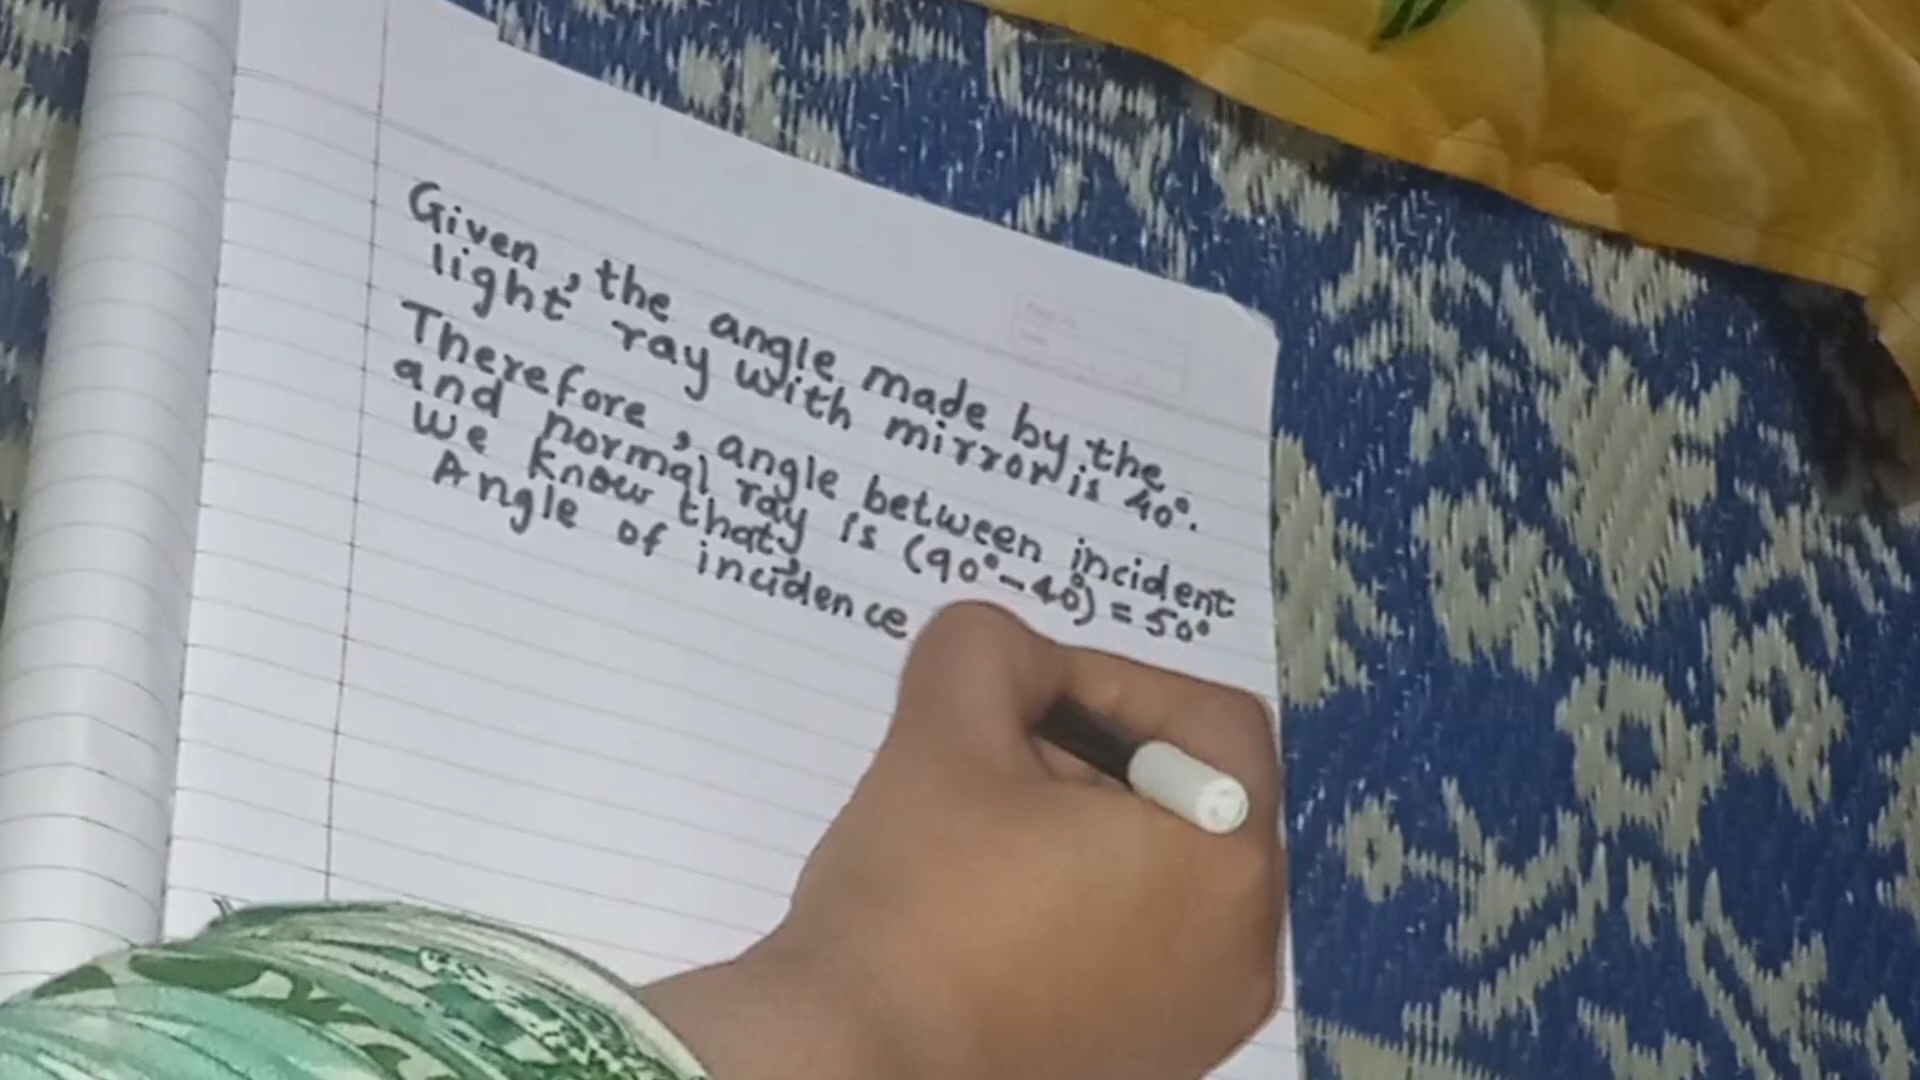 Given, the angle made by the
light ray with mirror is 40°.
Therefore, angle between incident
and normal ray is (90°-40°) = 50°
We know that,
Angle of incidence